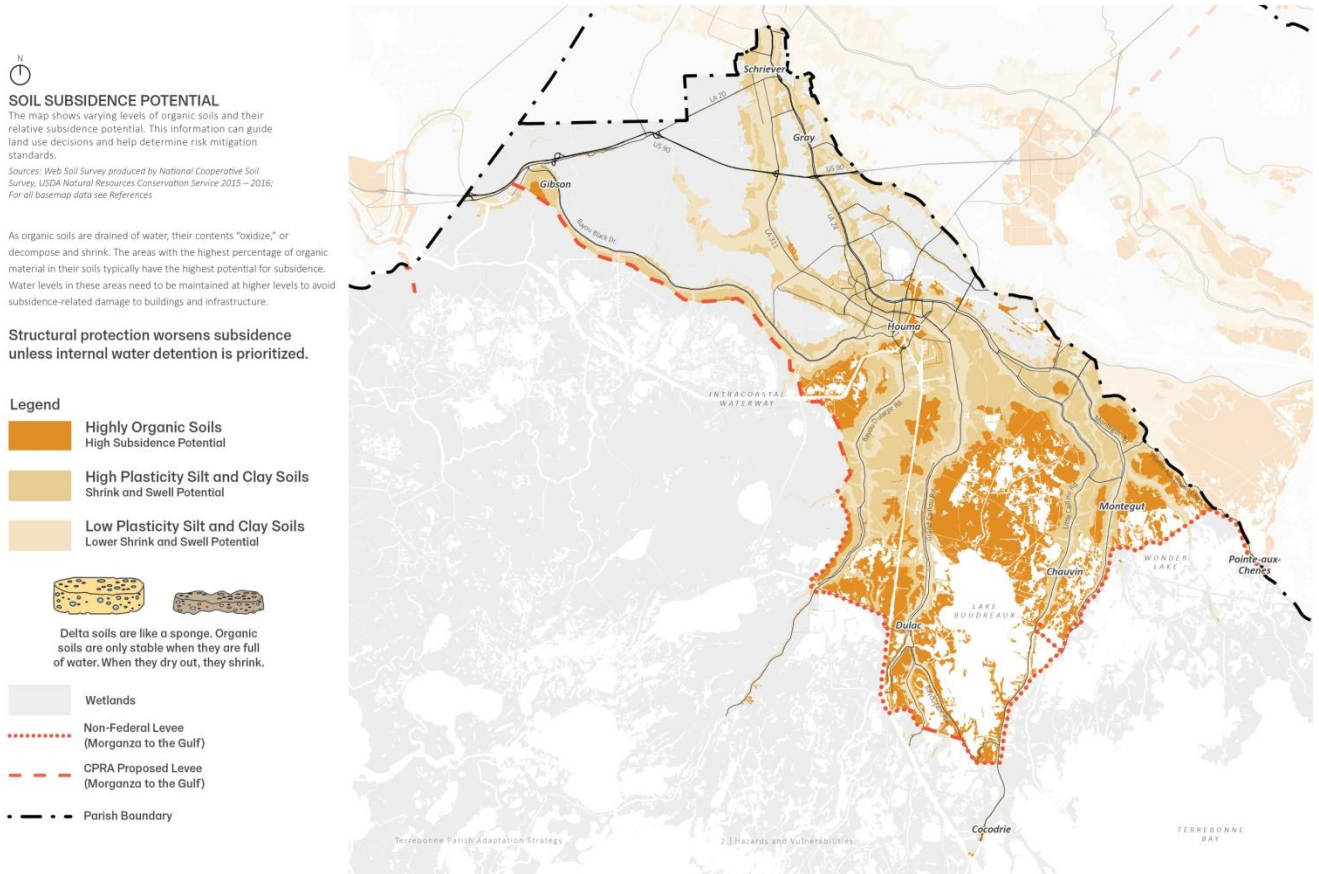 N
SOIL SUBSIDENCE POTENTIAL
The map shows varying levels of organic soils and their
relative subsidence potential. This information can guide
land use decisions and help determine risk mitigation
standards.
Sources: Web Soil Survey produced by National Cooperative Soil
Survey, USDA Natural Resources Conservation Service 2015 – 2016;
For all basemap data see References
As organic soils are drained of water, their contents “oxidize,” or
decompose and shrink. The areas with the highest percentage of organic
material in their soils typically have the highest potential for subsidence.
Water levels in these areas need to be maintained at higher levels to avoid
subsidence-related damage to buildings and infrastructure.
Structural protection worsens subsidence
unless internal water detention is prioritized.
Legend
Highly Organic Soils
High Subsidence Potential
High Plasticity Silt and Clay Soils
Shrink and Swell Potential
Low Plasticity Silt and Clay Soils
Lower Shrink and Swell Potential
Delta soils are like a sponge. Organic
soils are only stable when they are full
of water. When they dry out, they shrink.
Wetlands
Non-Federal Levee
(Morganza to the Gulf)
CPRA Proposed Levee
(Morganza to the Gulf)
Parish Boundary
Schriever
LA 20
Gray
US 90
US 90
Gibson
Bayou Black Dr.
LA 311
LA 24
Houma
INTRACOASTAL
WATERWAY
Bayou Dularge Rd.
Montegut
WONDER
LAKE
Pointe-aux-
Chenes
Chauvin
LAKE
BOUDREAUX
Dulac
Cocodrie
TERREBONNE
BAY
Terrebonne Parish Adaptation Strategy
2 | Hazards and Vulnerabilities